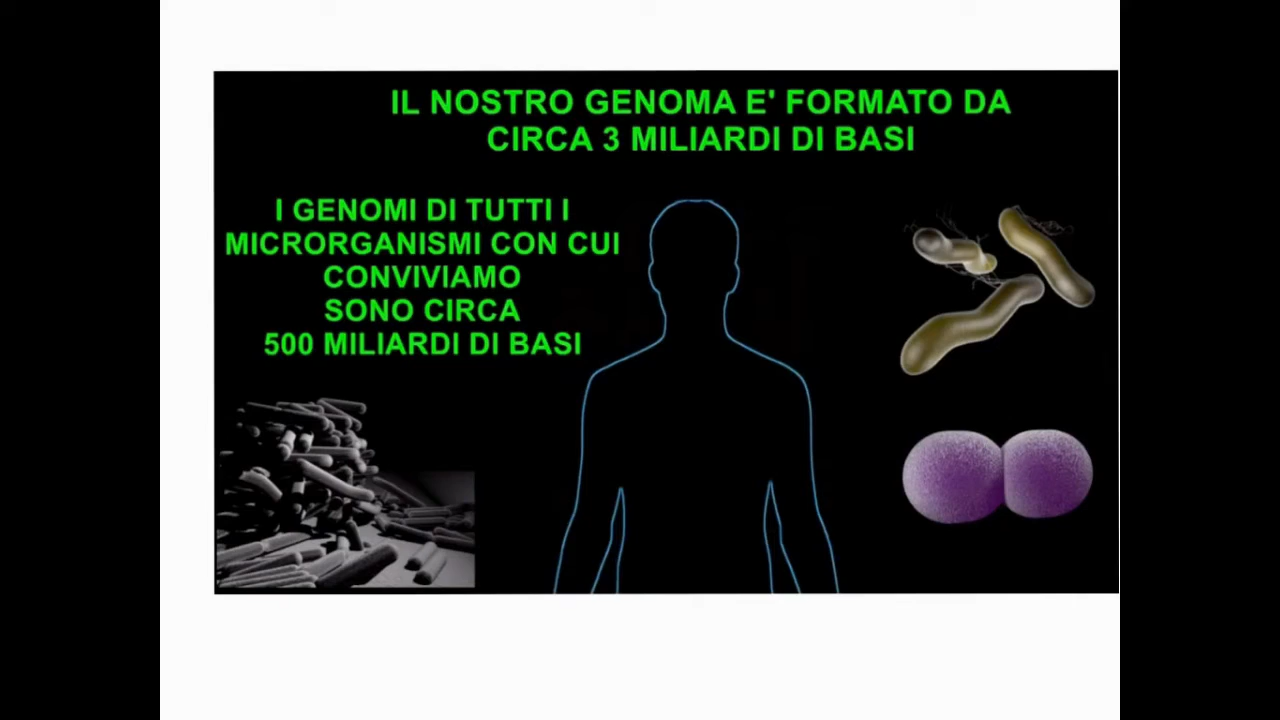 IL NOSTRO GENOMA E' FORMATO DA
CIRCA 3 MILIARDI DI BASI
I GENOMI DI TUTTI I
MICRORGANISMI CON CUI
CONVIVIAMO
SONO CIRCA
500 MILIARDI DI BASI